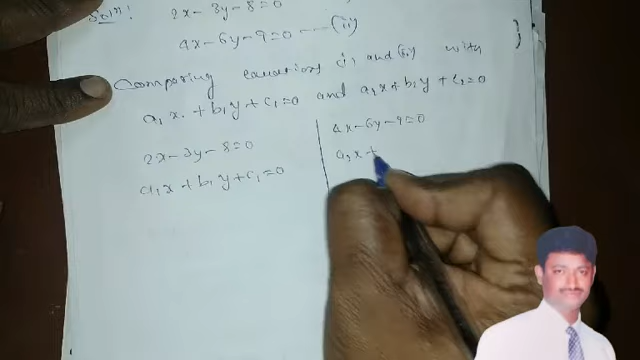 Solⁿ: 2x - 3y - 8 = 0
4x - 6y - 9 = 0 --- (ii)
Comparing equations (i) and (ii) with
a₁x + b₁y + c₁ = 0 and a₂x + b₂y + c₂ = 0
2x - 3y - 8 = 0
a₁x + b₁y + c₁ = 0
4x - 6y - 9 = 0
a₂x +